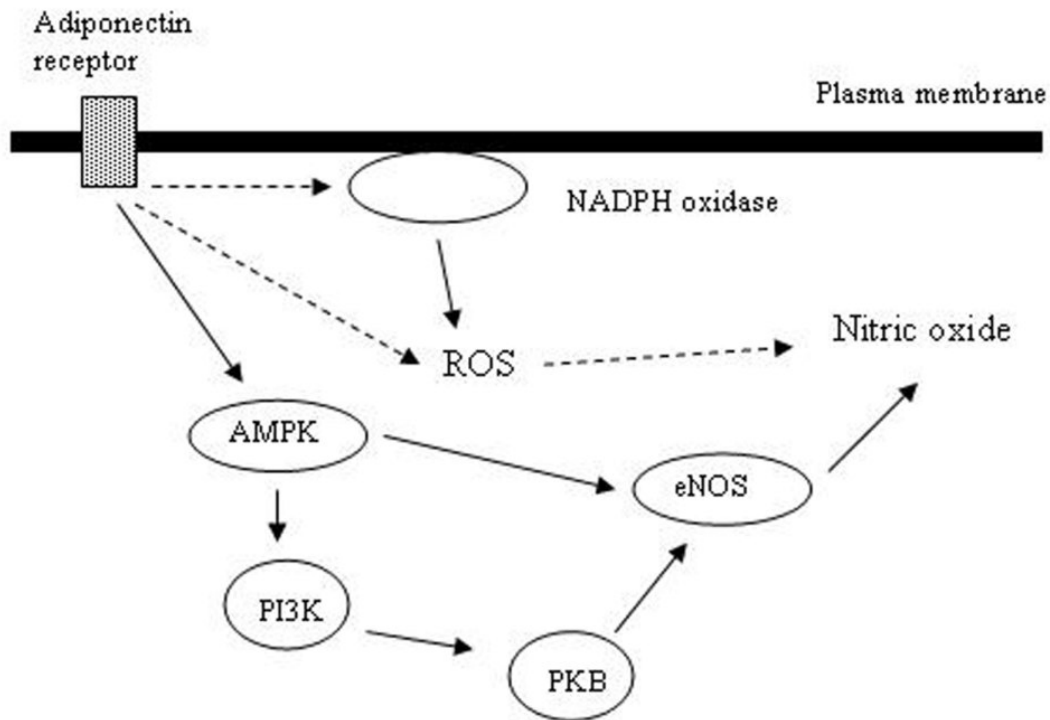 Adiponectin
receptor
Plasma membrane
NADPH oxidase
Nitric oxide
ROS
AMPK
eNOS
PI3K
PKB